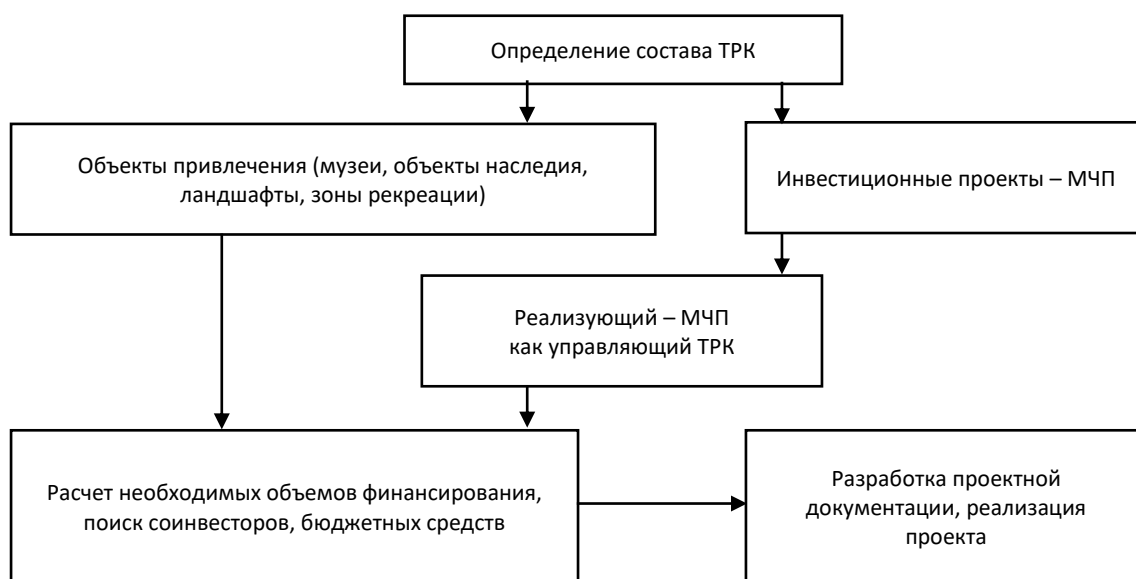 Определение состава ТРК
Объекты привлечения (музеи, объекты наследия,
ландшафты, зоны рекреации)
Инвестиционные проекты – МЧП
Реализующий – МЧП
как управляющий ТРК
Расчет необходимых объемов финансирования,
поиск соинвесторов, бюджетных средств
Разработка проектной
документации, реализация
проекта